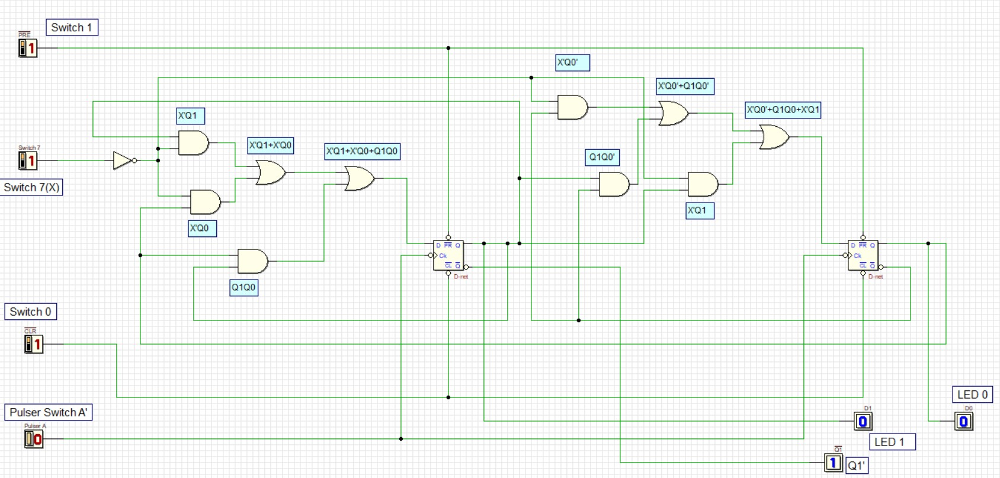 Switch 1
PRE
1
X'Q0'
X'Q0'+Q1Q0'
X'Q0'+Q1Q0+X'Q1
X'Q1
X'Q1+X'Q0
X'Q1+X'Q0+Q1Q0
Switch 7
1
Switch 7(X)
Q1Q0'
X'Q0
X'Q1
D PR Q
Ck
CL Q
D-net
D PR Q
Ck
CL Q
D-net
Q1Q0
Switch 0
CLR
1
Pulser Switch A'
Pulser A
0
LED 0
D1
0
D0
0
LED 1
Q1
1
Q1'